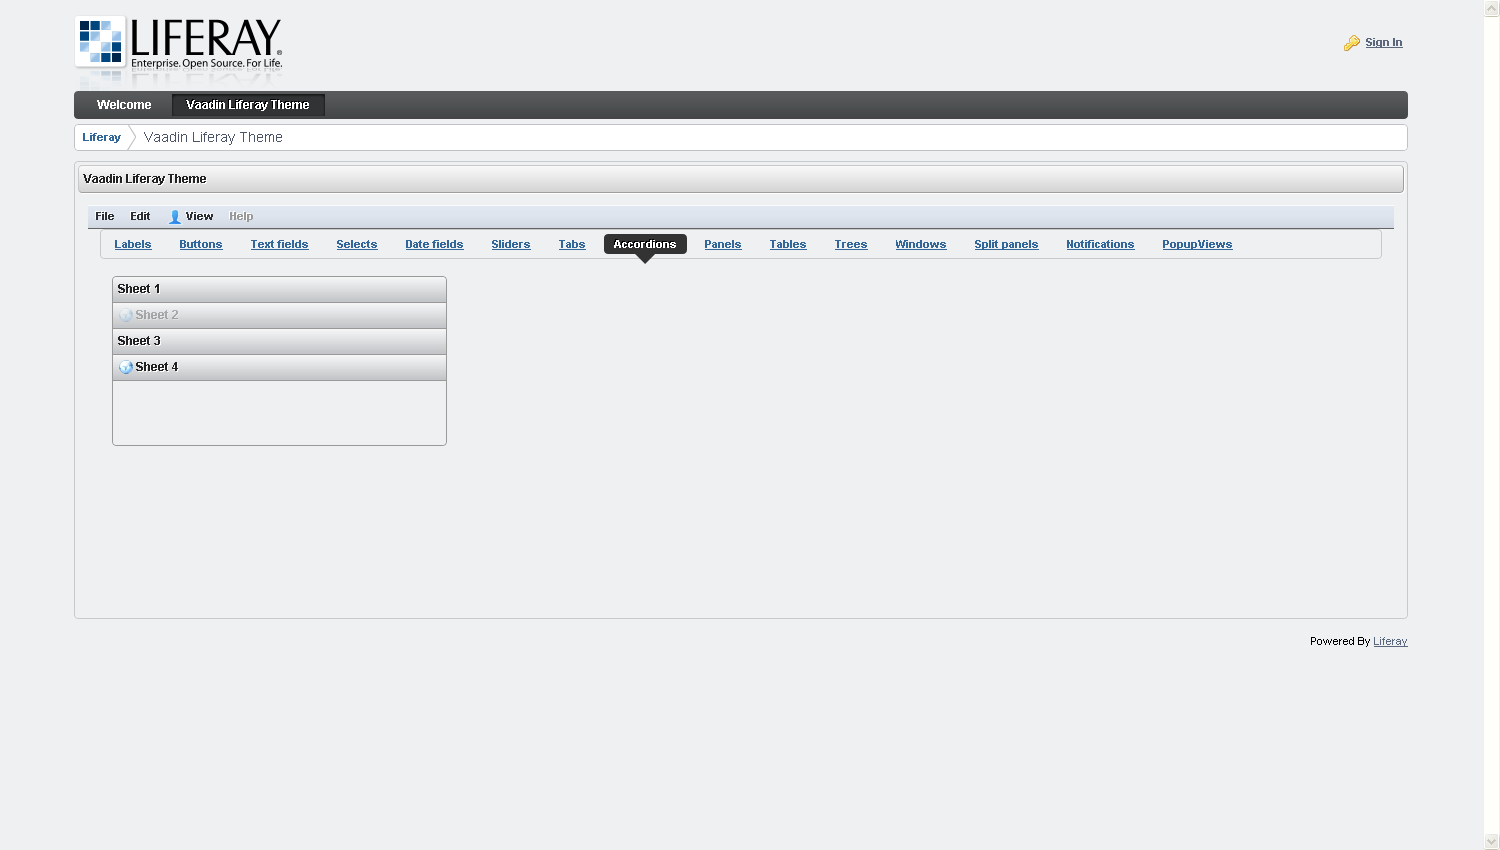 LIFERAY®
Enterprise. Open Source. For Life.
Sign In
Welcome Vaadin Liferay Theme
Liferay Vaadin Liferay Theme
Vaadin Liferay Theme
File Edit View Help
Labels Buttons Text fields Selects Date fields Sliders Tabs Accordions Panels Tables Trees Windows Split panels Notifications PopupViews
Sheet 1
Sheet 2
Sheet 3
Sheet 4
Powered By Liferay